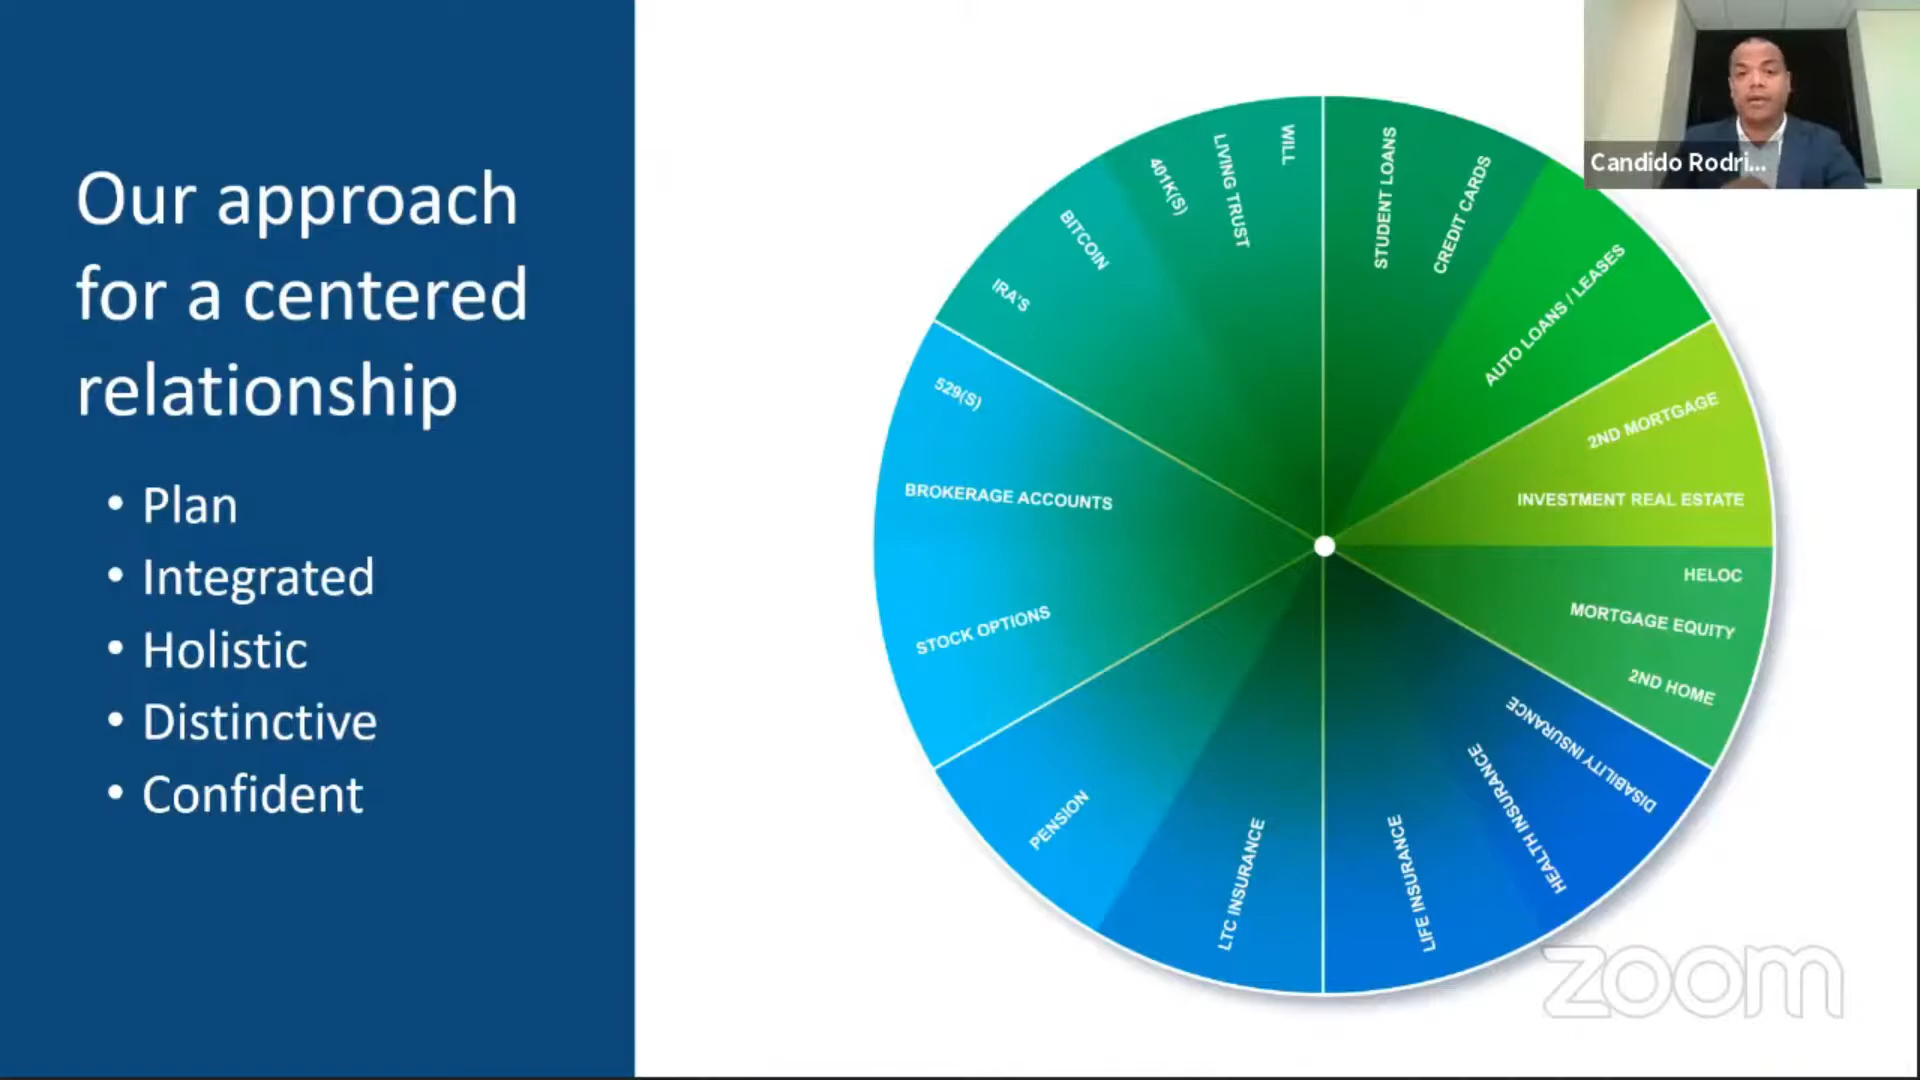 Our approach
for a centered
relationship
• Plan
• Integrated
• Holistic
• Distinctive
• Confident
WILL
LIVING TRUST
401K(S)
BITCOIN
IRA'S
529(S)
BROKERAGE ACCOUNTS
STOCK OPTIONS
PENSION
LTC INSURANCE
LIFE INSURANCE
HEALTH INSURANCE
DISABILITY INSURANCE
2ND HOME
MORTGAGE EQUITY
HELOC
INVESTMENT REAL ESTATE
2ND MORTGAGE
AUTO LOANS / LEASES
CREDIT CARDS
STUDENT LOANS
Candido Rodri...
zoom